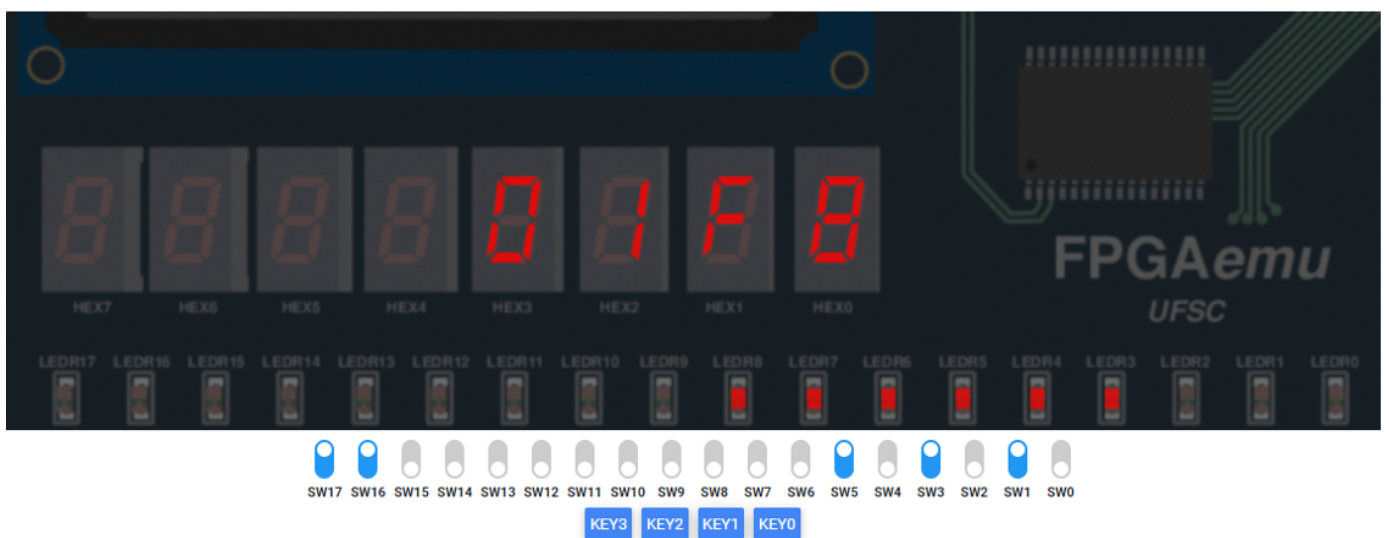 01F8
HEX7 HEX6 HEX5 HEX4 HEX3 HEX2 HEX1 HEX0
FPGAemu
UFSC
LEDR17 LEDR16 LEDR15 LEDR14 LEDR13 LEDR12 LEDR11 LEDR10 LEDR9 LEDR8 LEDR7 LEDR6 LEDR5 LEDR4 LEDR3 LEDR2 LEDR1 LEDR0
SW17 SW16 SW15 SW14 SW13 SW12 SW11 SW10 SW9 SW8 SW7 SW6 SW5 SW4 SW3 SW2 SW1 SW0
KEY3 KEY2 KEY1 KEY0